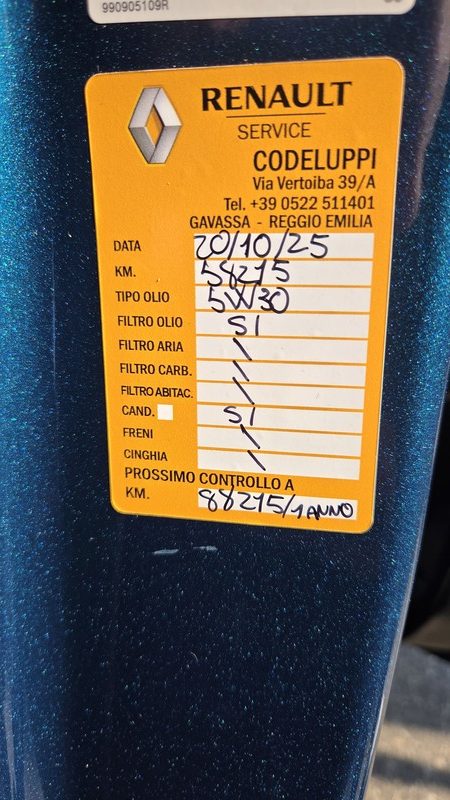 990905109R
RENAULT
SERVICE
CODELUPPI
Via Vertoiba 39/A
Tel. +39 0522 511401
GAVASSA - REGGIO EMILIA
DATA 20/10/25
KM. 58215
TIPO OLIO 5W30
FILTRO OLIO SI
FILTRO ARIA /
FILTRO CARB. /
FILTRO ABITAC. /
CAND. SI
FRENI /
CINGHIA /
PROSSIMO CONTROLLO A
KM. 88215/1 ANNO